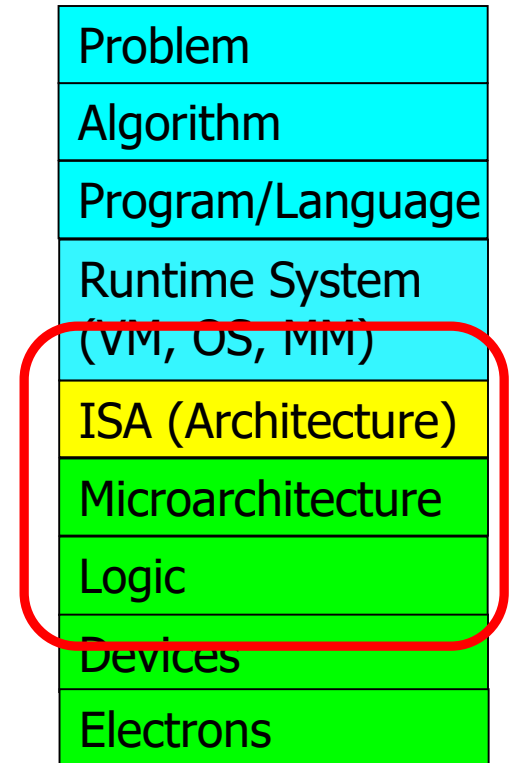 Problem
Algorithm
Program/Language
Runtime System
(VM, OS, MM)
ISA (Architecture)
Microarchitecture
Logic
Devices
Electrons